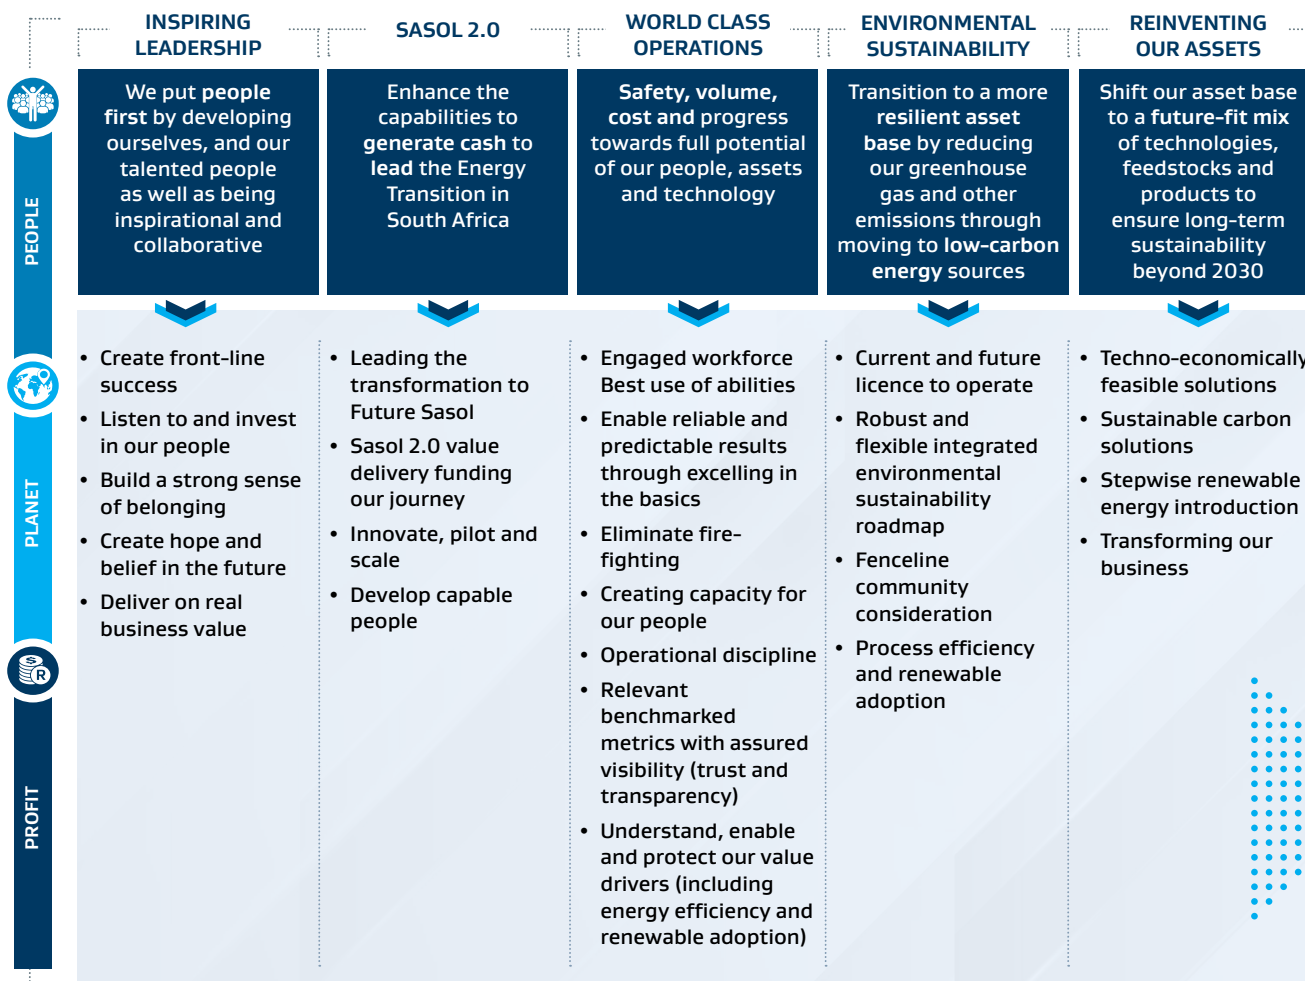 INSPIRING
LEADERSHIP
SASOL 2.0
WORLD CLASS
OPERATIONS
ENVIRONMENTAL
SUSTAINABILITY
REINVENTING
OUR ASSETS
PEOPLE
PLANET
PROFIT
$
R
We put people
first by developing
ourselves, and our
talented people
as well as being
inspirational and
collaborative
Enhance the
capabilities to
generate cash to
lead the Energy
Transition in
South Africa
Safety, volume,
cost and progress
towards full potential
of our people, assets
and technology
Transition to a more
resilient asset
base by reducing
our greenhouse
gas and other
emissions through
moving to low-carbon
energy sources
Shift our asset base
to a future-fit mix
of technologies,
feedstocks and
products to
ensure long-term
sustainability
beyond 2030
• Create front-line
success
• Listen to and invest
in our people
• Build a strong sense
of belonging
• Create hope and
belief in the future
• Deliver on real
business value
• Leading the
transformation to
Future Sasol
• Sasol 2.0 value
delivery funding
our journey
• Innovate, pilot and
scale
• Develop capable
people
• Engaged workforce
Best use of abilities
• Enable reliable and
predictable results
through excelling in
the basics
• Eliminate fire-
fighting
• Creating capacity for
our people
• Operational discipline
• Relevant
benchmarked
metrics with assured
visibility (trust and
transparency)
• Understand, enable
and protect our value
drivers (including
energy efficiency and
renewable adoption)
• Current and future
licence to operate
• Robust and
flexible integrated
environmental
sustainability
roadmap
• Fenceline
community
consideration
• Process efficiency
and renewable
adoption
• Techno-economically
feasible solutions
• Sustainable carbon
solutions
• Stepwise renewable
energy introduction
• Transforming our
business